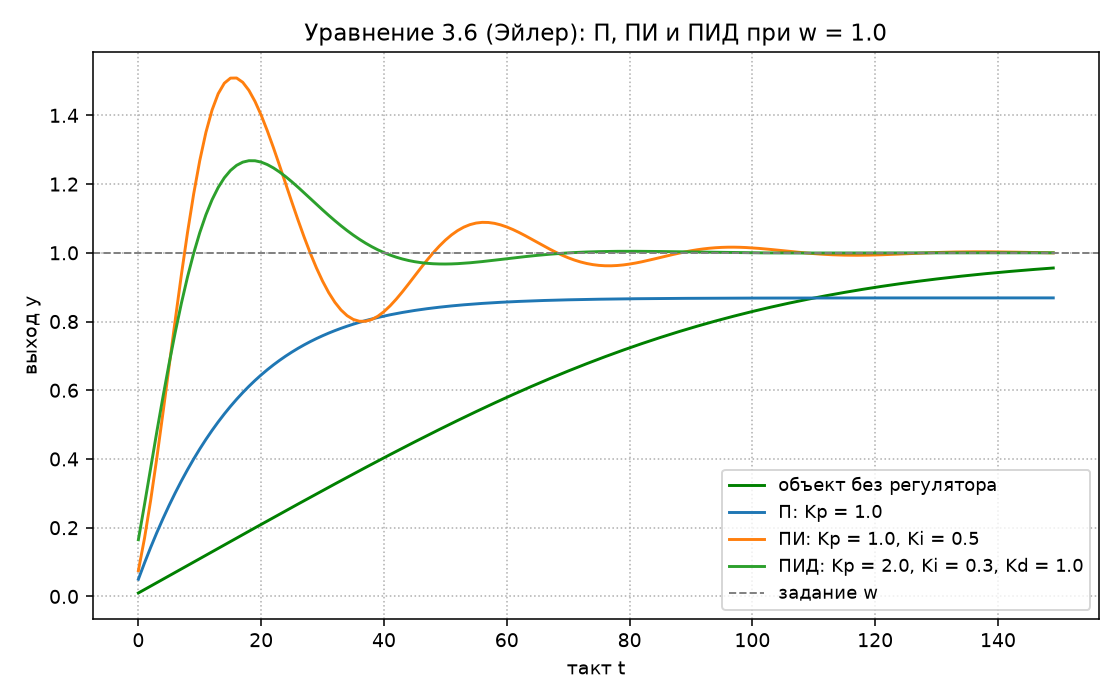 Уравнение 3.6 (Эйлер): П, ПИ и ПИД при w = 1.0
выход y
1.4
1.2
1.0
0.8
0.6
0.4
0.2
0.0
объект без регулятора
П: Kp = 1.0
ПИ: Kp = 1.0, Ki = 0.5
ПИД: Kp = 2.0, Ki = 0.3, Kd = 1.0
задание w
0 20 40 60 80 100 120 140
такт t